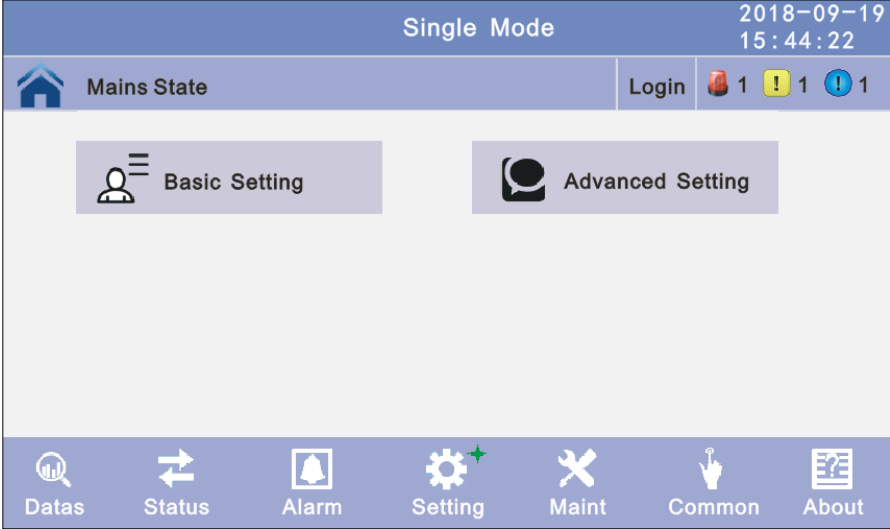 Single Mode
2018-09-19
15:44:22
Mains State
Login
1
! 1
! 1
Basic Setting
Advanced Setting
Datas
Status
Alarm
Setting
Maint
Common
? About